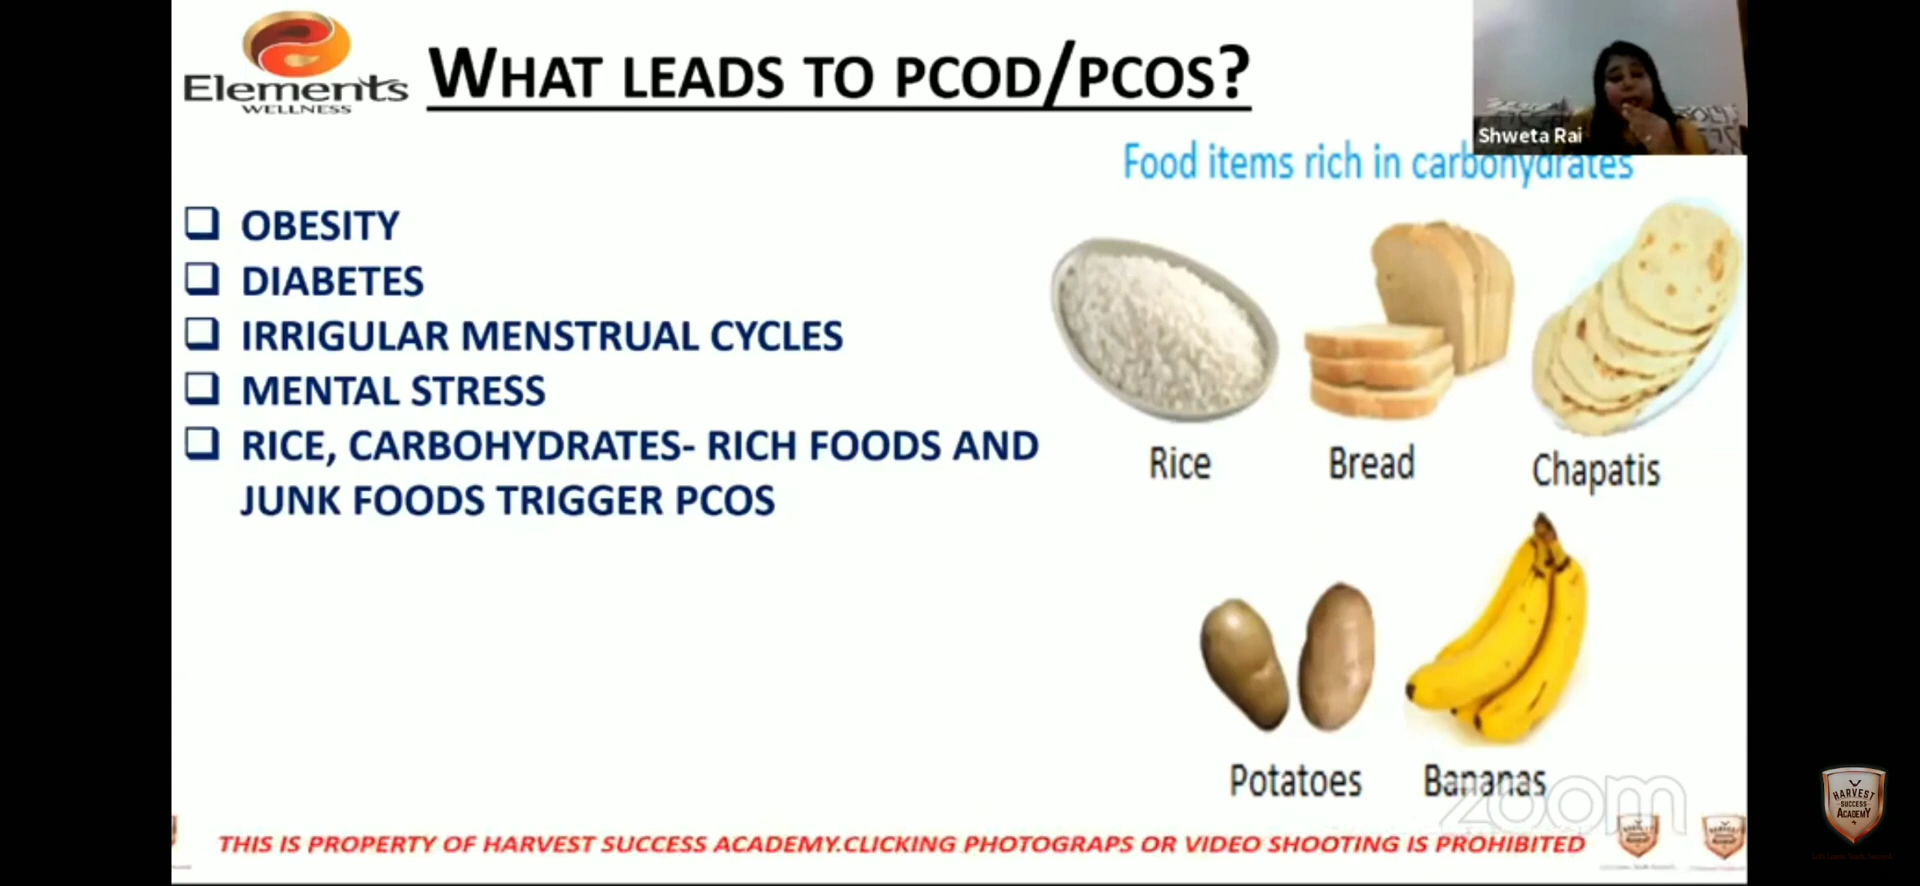 Elements
WELLNESS
WHAT LEADS TO PCOD/PCOS?
Shweta Rai
Food items rich in carbohydrates
❑ OBESITY
❑ DIABETES
❑ IRRIGULAR MENSTRUAL CYCLES
❑ MENTAL STRESS
❑ RICE, CARBOHYDRATES- RICH FOODS AND
JUNK FOODS TRIGGER PCOS
Rice
Bread
Chapatis
Potatoes
Bananas
zoom
HARVEST
SUCCESS
ACADEMY
THIS IS PROPERTY OF HARVEST SUCCESS ACADEMY.CLICKING PHOTOGRAPS OR VIDEO SHOOTING IS PROHIBITED